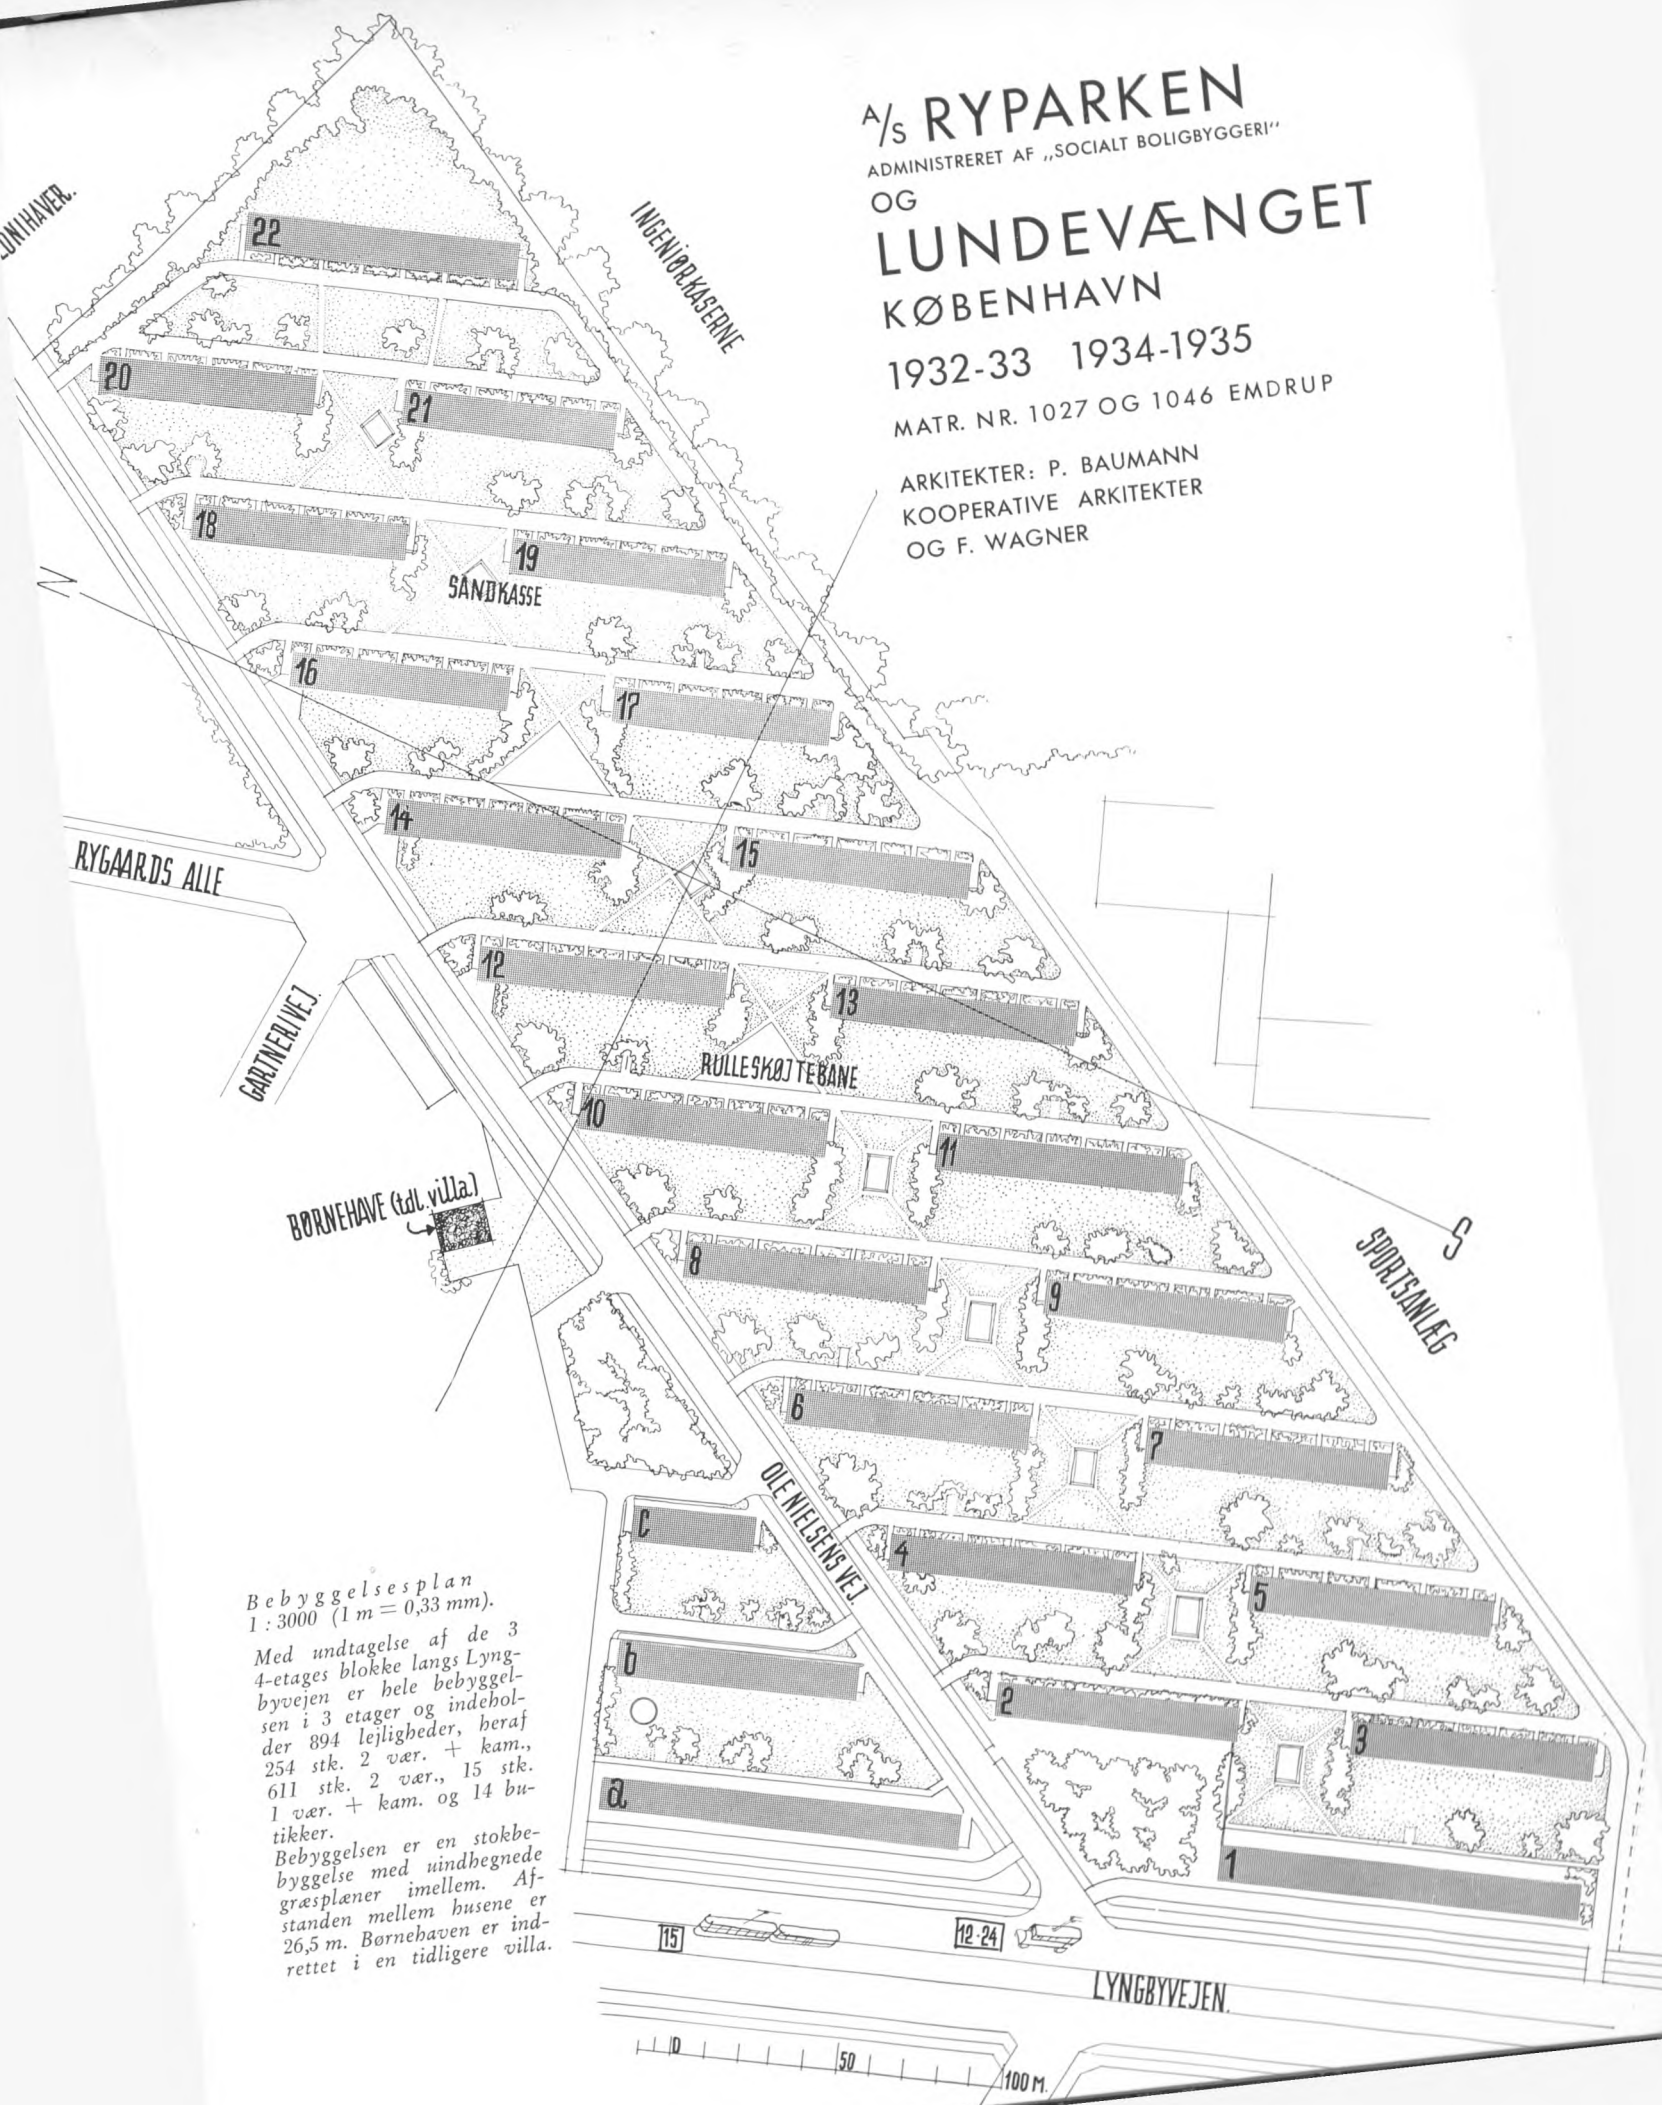 A/S RYPARKEN
ADMINISTRERET AF „SOCIALT BOLIGBYGGERI“
OG
LUNDEVÆNGET
KØBENHAVN
1932-33 1934-1935
MATR. NR. 1027 OG 1046 EMDRUP
ARKITEKTER: P. BAUMANN
KOOPERATIVE ARKITEKTER
OG F. WAGNER
INGENIØRKASERNE
22
20
21
18
19
SANDKASSE
N
16
17
14
15
RYGAARDS ALLE
12
13
GARTNERIVEJ.
RULLESKØJTEBANE
10
11
BØRNEHAVE (tdl. villa)
S
SPORTSANLÆG
8
9
6
7
OLE NIELSENS VEJ
C
4
5
b
2
3
a
1
Bebyggelsesplan
1 : 3000 (1 m = 0,33 mm).
Med undtagelse af de 3
4-etages blokke langs Lyng-
byvejen er hele bebyggel-
sen i 3 etager og indehol-
der 894 lejligheder, heraf
254 stk. 2 vær. + kam.,
611 stk. 2 vær., 15 stk.
1 vær. + kam. og 14 bu-
tikker.
Bebyggelsen er en stokbe-
byggelse med uindhegnede
græsplæner imellem. Af-
standen mellem husene er
26,5 m. Børnehaven er ind-
rettet i en tidligere villa.
15
12-24
LYNGBYVEJEN.
0 50 100 M.